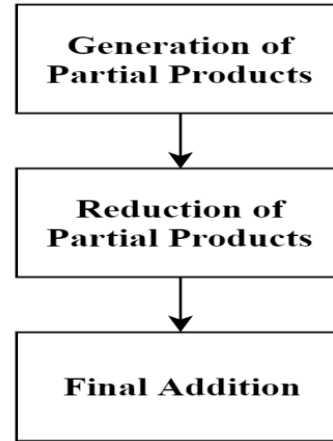 Generation of
Partial Products
Reduction of
Partial Products
Final Addition